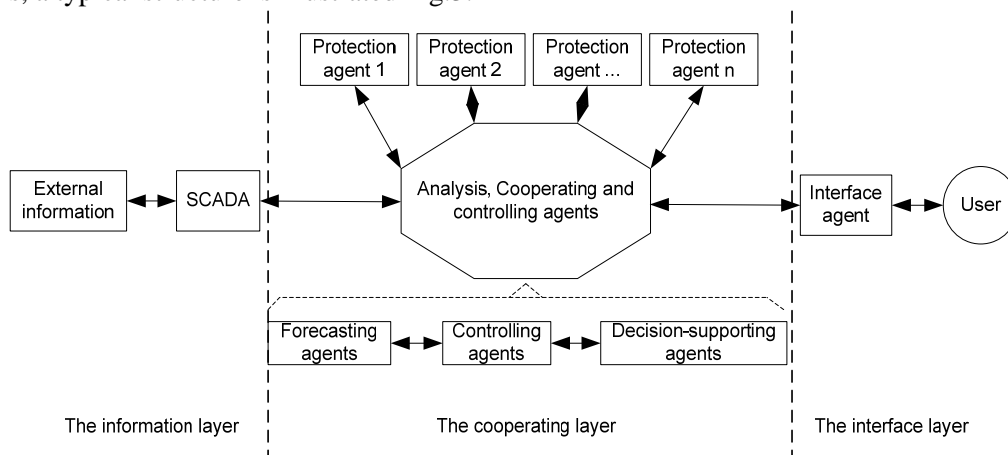 Protection
agent 1
Protection
agent 2
Protection
agent ...
Protection
agent n
External
information
SCADA
Analysis, Cooperating and
controlling agents
Interface
agent
User
Forecasting
agents
Controlling
agents
Decision-supporting
agents
The information layer
The cooperating layer
The interface layer